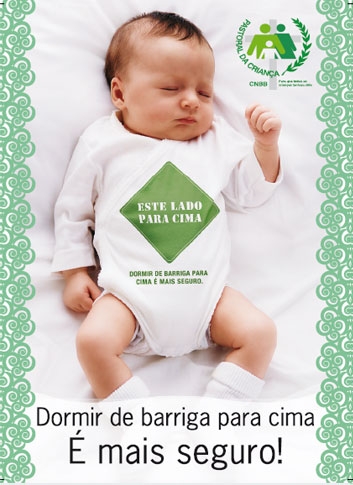 PASTORAL DA CRIANÇA
CNBB
ESTE LADO
PARA CIMA
DORMIR DE BARRIGA PARA
CIMA É MAIS SEGURO.
Dormir de barriga para cima
É mais seguro!